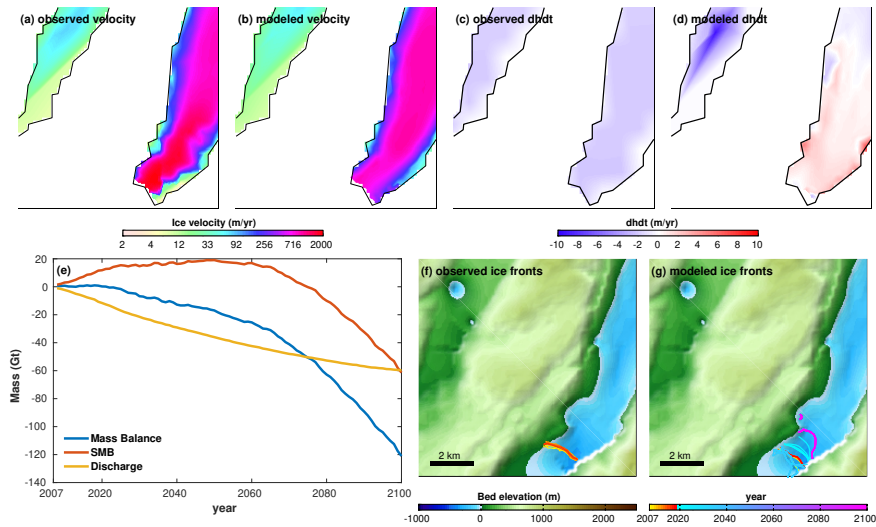 (a) observed velocity
(b) modeled velocity
(c) observed dhdt
(d) modeled dhdt
Ice velocity (m/yr)
2 4 12 33 92 256 716 2000
dhdt (m/yr)
-10 -8 -6 -4 -2 0 2 4 6 8 10
(e)
Mass (Gt)
20
0
-20
-40
-60
-80
-100
-120
-140
Mass Balance
SMB
Discharge
2007 2020 2040 2060 2080 2100
year
(f) observed ice fronts
2 km
(g) modeled ice fronts
2 km
Bed elevation (m)
-1000 0 1000 2000
year
2007 2020 2040 2060 2080 2100